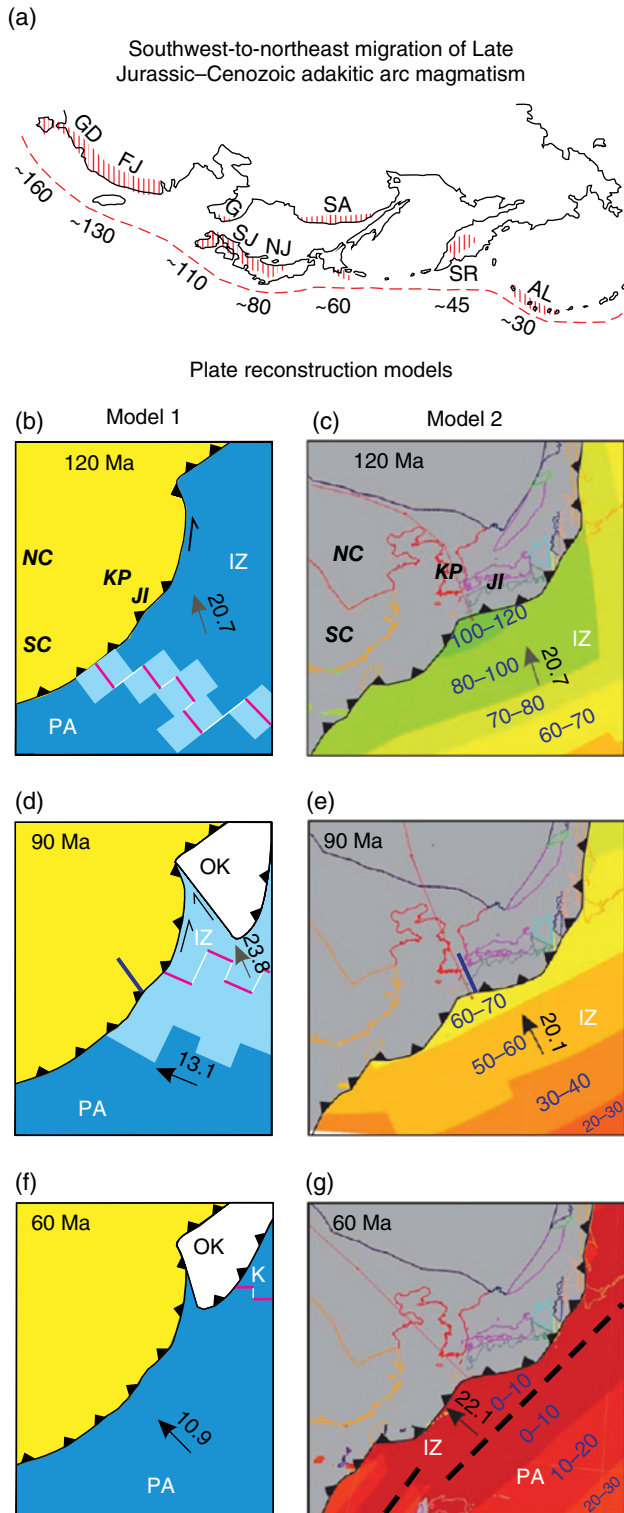 (a)
Southwest-to-northeast migration of Late
Jurassic–Cenozoic adakitic arc magmatism
GD
FJ
G
SA
SJ
NJ
SR
AL
~160
~130
~110
~80
~60
~45
~30
Plate reconstruction models
Model 1
Model 2
(b)
120 Ma
NC
KP
JI
SC
IZ
20.7
PA
(c)
120 Ma
NC
KP
JI
SC
IZ
100–120
80–100
20.7
70–80
60–70
(d)
90 Ma
OK
IZ
23.8
13.1
PA
(e)
90 Ma
60–70
IZ
50–60
20.1
30–40
20–30
(f)
60 Ma
OK
K
10.9
PA
(g)
60 Ma
0–10
22.1
0–10
IZ
10–20
PA
20–30